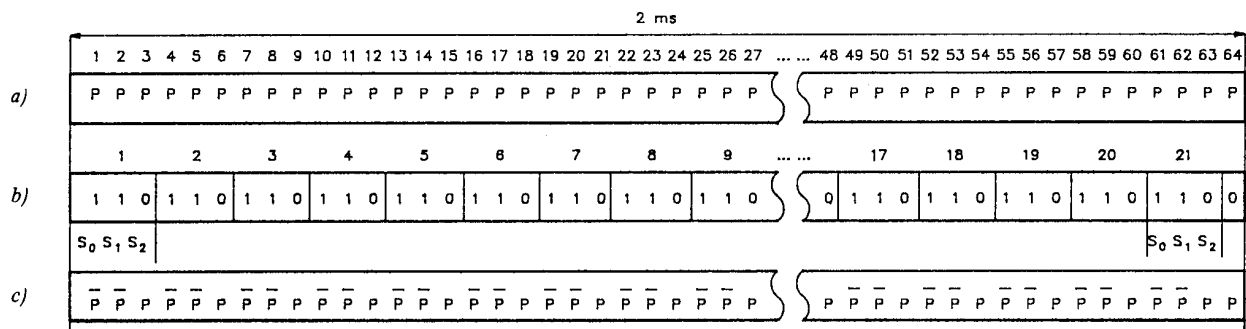 2 ms
1 2 3 4 5 6 7 8 9 10 11 12 13 14 15 16 17 18 19 20 21 22 23 24 25 26 27 ... ... 48 49 50 51 52 53 54 55 56 57 58 59 60 61 62 63 64
a) P P P P P P P P P P P P P P P P P P P P P P P P P P P P P P P P P P P P P P P P P P P P
1 2 3 4 5 6 7 8 9 ... ... 17 18 19 20 21
b) 1 1 0 1 1 0 1 1 0 1 1 0 1 1 0 1 1 0 1 1 0 1 1 0 1 1 0 0 1 1 0 1 1 0 1 1 0 1 1 0 1 1 0 0
S₀ S₁ S₂ S₀ S₁ S₂
c) P̅ P̅ P P̅ P̅ P P̅ P̅ P P̅ P̅ P P̅ P̅ P P̅ P̅ P P̅ P̅ P P̅ P̅ P P̅ P̅ P P P̅ P̅ P P̅ P̅ P P̅ P̅ P P̅ P̅ P P̅ P̅ P P